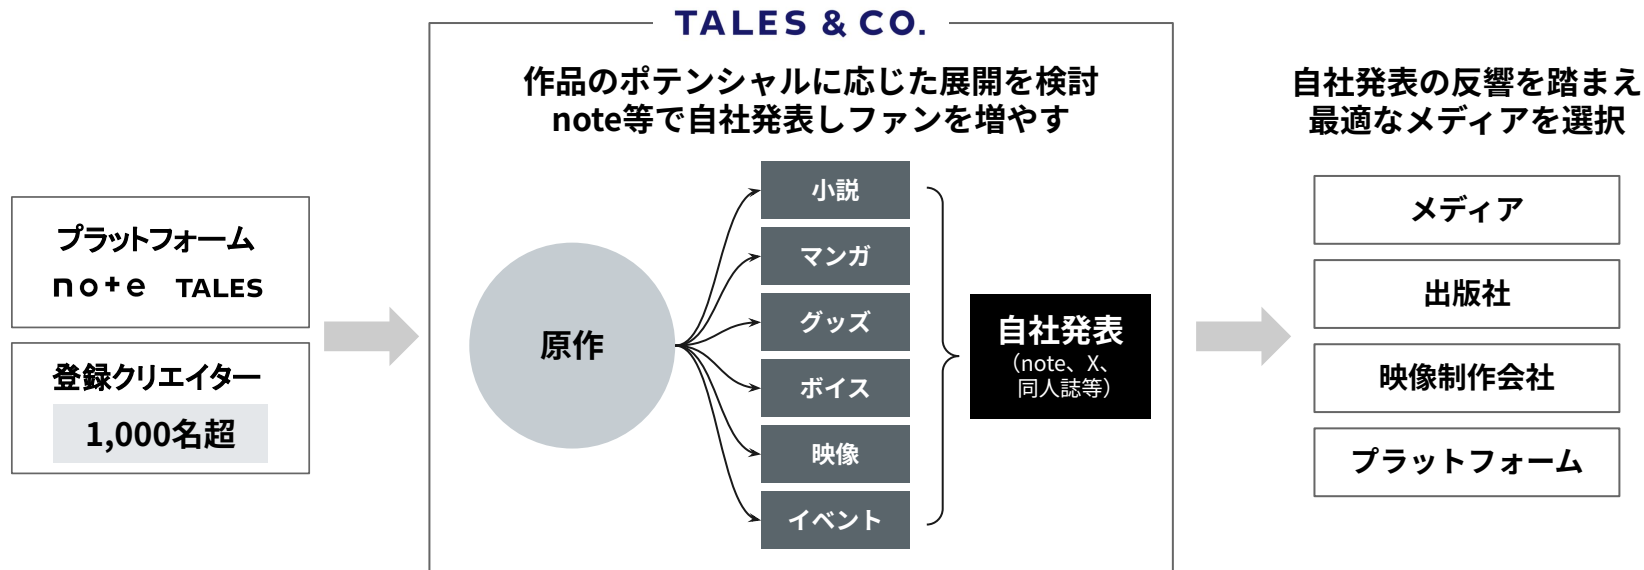 TALES & CO.
作品のポテンシャルに応じた展開を検討
note等で自社発表しファンを増やす
自社発表の反響を踏まえ
最適なメディアを選択
プラットフォーム
note TALES
登録クリエイター
1,000名超
原作
小説
マンガ
グッズ
ボイス
映像
イベント
自社発表
（note、X、
同人誌等）
メディア
出版社
映像制作会社
プラットフォーム